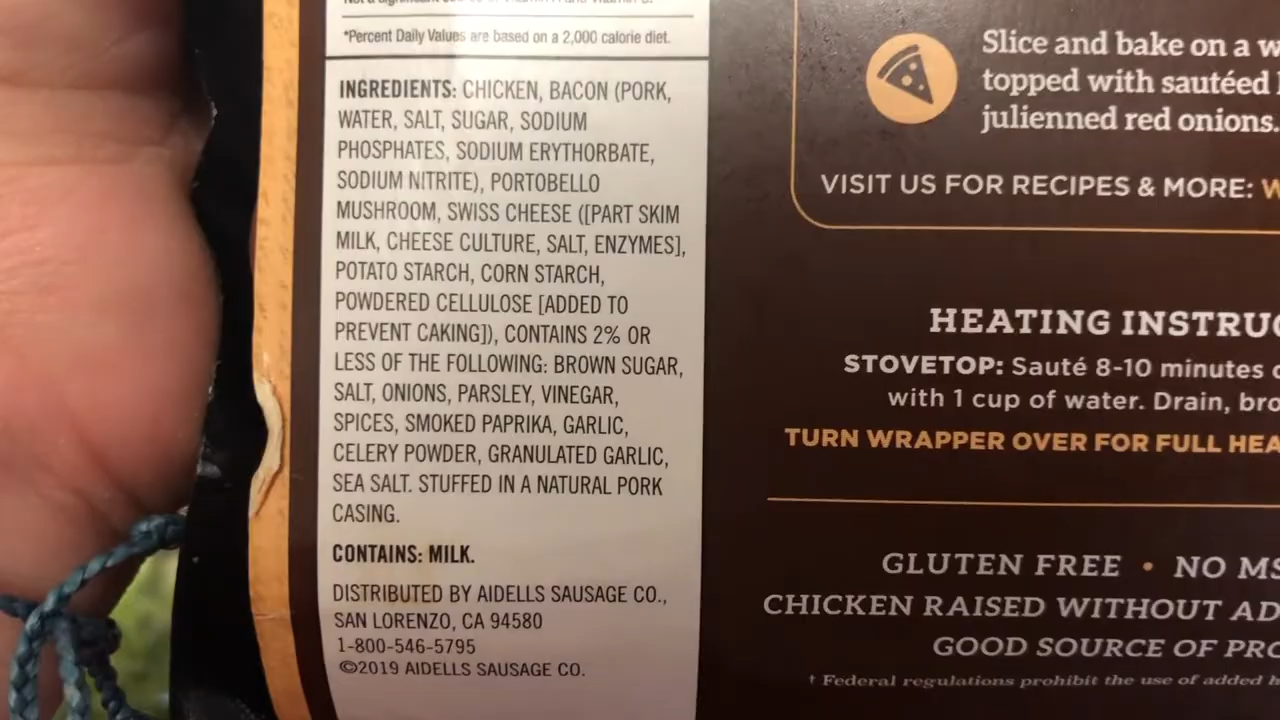 *Percent Daily Values are based on a 2,000 calorie diet.
INGREDIENTS: CHICKEN, BACON (PORK,
WATER, SALT, SUGAR, SODIUM
PHOSPHATES, SODIUM ERYTHORBATE,
SODIUM NITRITE), PORTOBELLO
MUSHROOM, SWISS CHEESE ([PART SKIM
MILK, CHEESE CULTURE, SALT, ENZYMES],
POTATO STARCH, CORN STARCH,
POWDERED CELLULOSE [ADDED TO
PREVENT CAKING]), CONTAINS 2% OR
LESS OF THE FOLLOWING: BROWN SUGAR,
SALT, ONIONS, PARSLEY, VINEGAR,
SPICES, SMOKED PAPRIKA, GARLIC,
CELERY POWDER, GRANULATED GARLIC,
SEA SALT. STUFFED IN A NATURAL PORK
CASING.
CONTAINS: MILK.
DISTRIBUTED BY AIDELLS SAUSAGE CO.,
SAN LORENZO, CA 94580
1-800-546-5795
©2019 AIDELLS SAUSAGE CO.
Slice and bake on a
topped with sautéed
julienned red onions.
VISIT US FOR RECIPES & MORE:
HEATING
STOVETOP: Sauté 8-10 minutes
with 1 cup of water. Drain,
TURN WRAPPER OVER FOR FULL
GLUTEN FREE • NO
CHICKEN RAISED WITHOUT
GOOD SOURCE OF
† Federal regulations prohibit the use of added